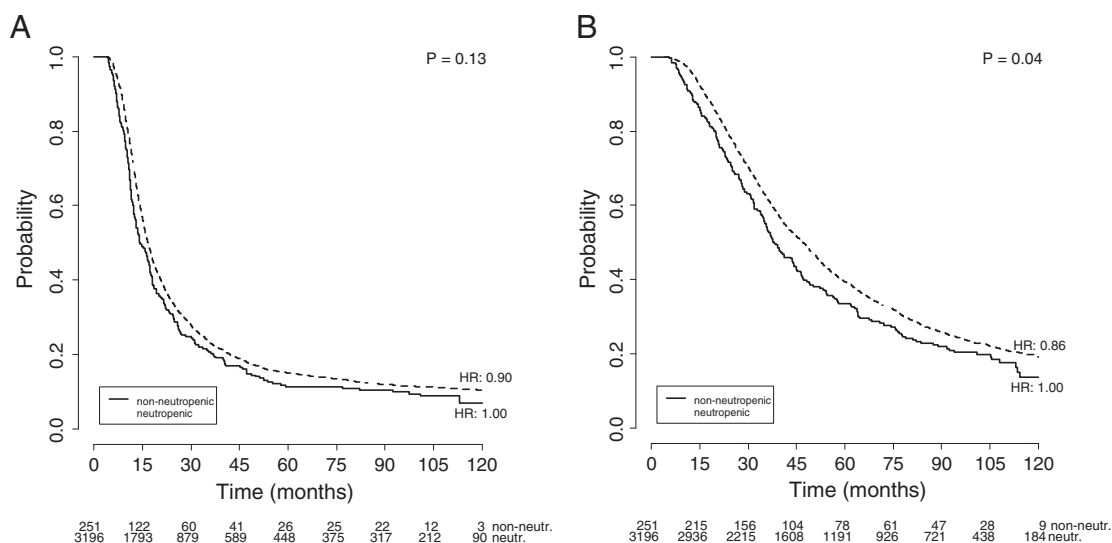 A
P = 0.13
Probability
1.0
0.8
0.6
0.4
0.2
0.0
HR: 0.90
HR: 1.00
non-neutropenic
neutropenic
0 15 30 45 60 75 90 105 120
Time (months)
251 122 60 41 26 25 22 12 3 non-neutr.
3196 1793 879 589 448 375 317 212 90 neutr.
B
P = 0.04
Probability
1.0
0.8
0.6
0.4
0.2
0.0
HR: 0.86
HR: 1.00
non-neutropenic
neutropenic
0 15 30 45 60 75 90 105 120
Time (months)
251 215 156 104 78 61 47 28 9 non-neutr.
3196 2936 2215 1608 1191 926 721 438 184 neutr.